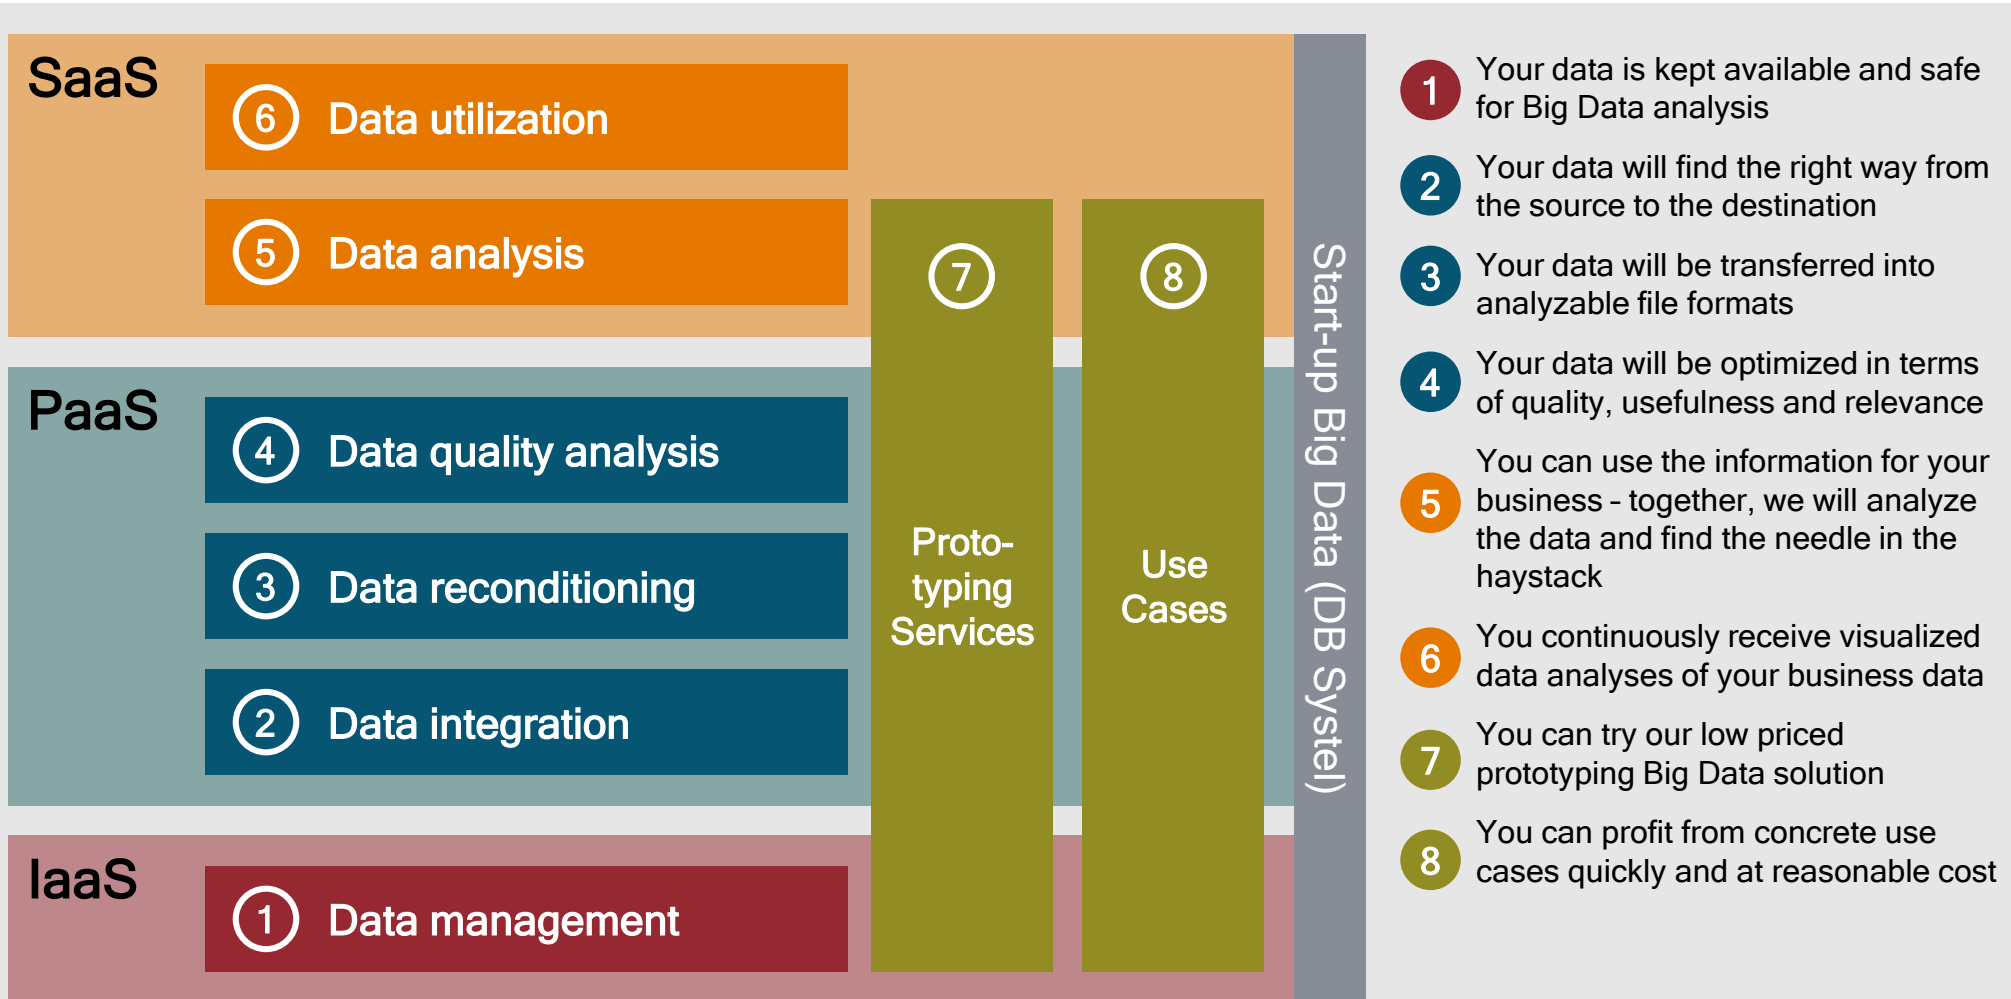 SaaS
6 Data utilization
5 Data analysis
PaaS
4 Data quality analysis
3 Data reconditioning
2 Data integration
IaaS
1 Data management
7
Proto-
typing
Services
8
Use
Cases
Start-up Big Data (DB Systel)
1
Your data is kept available and safe
for Big Data analysis
2
Your data will find the right way from
the source to the destination
3
Your data will be transferred into
analyzable file formats
4
Your data will be optimized in terms
of quality, usefulness and relevance
5
You can use the information for your
business - together, we will analyze
the data and find the needle in the
haystack
6
You continuously receive visualized
data analyses of your business data
7
You can try our low priced
prototyping Big Data solution
8
You can profit from concrete use
cases quickly and at reasonable cost